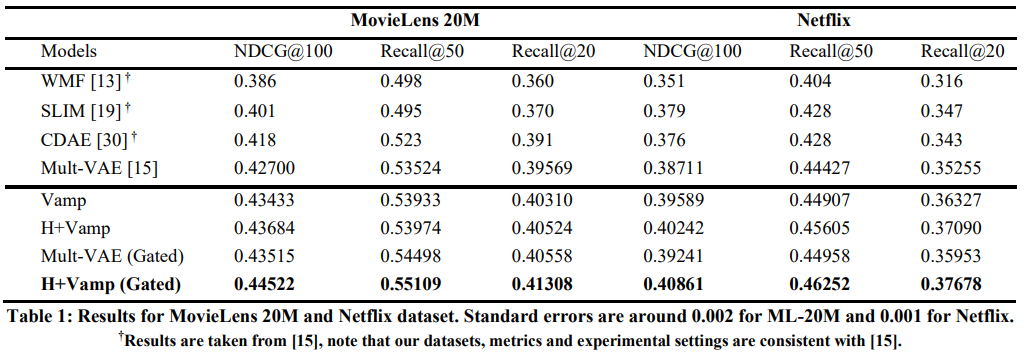 MovieLens 20M Netflix
Models NDCG@100 Recall@50 Recall@20 NDCG@100 Recall@50 Recall@20
WMF [13] † 0.386 0.498 0.360 0.351 0.404 0.316
SLIM [19] † 0.401 0.495 0.370 0.379 0.428 0.347
CDAE [30] † 0.418 0.523 0.391 0.376 0.428 0.343
Mult-VAE [15] 0.42700 0.53524 0.39569 0.38711 0.44427 0.35255
Vamp 0.43433 0.53933 0.40310 0.39589 0.44907 0.36327
H+Vamp 0.43684 0.53974 0.40524 0.40242 0.45605 0.37090
Mult-VAE (Gated) 0.43515 0.54498 0.40558 0.39241 0.44958 0.35953
H+Vamp (Gated) 0.44522 0.55109 0.41308 0.40861 0.46252 0.37678
Table 1: Results for MovieLens 20M and Netflix dataset. Standard errors are around 0.002 for ML-20M and 0.001 for Netflix.
†Results are taken from [15], note that our datasets, metrics and experimental settings are consistent with [15].